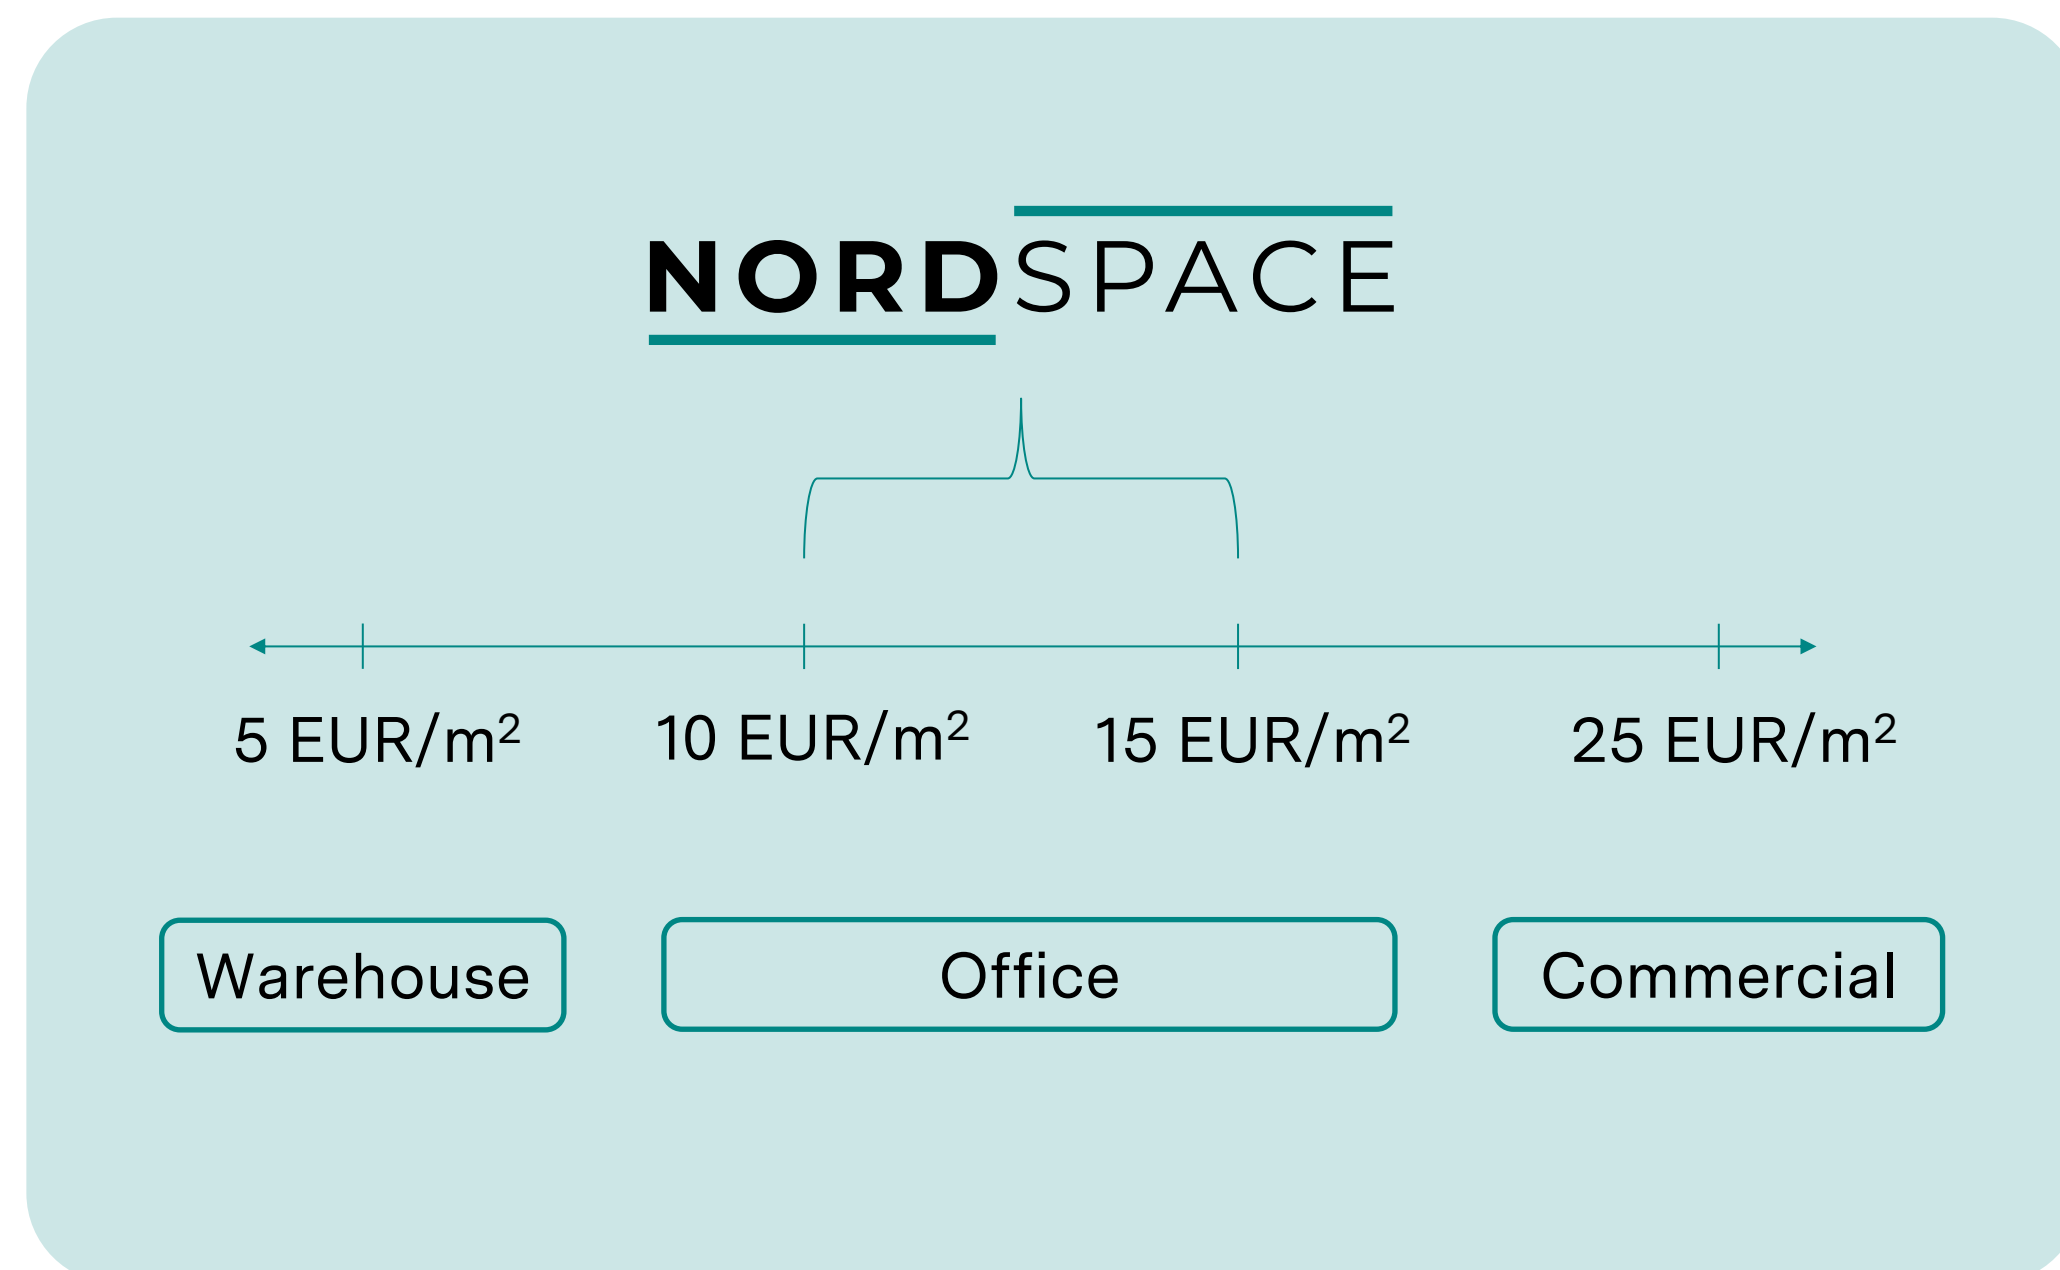 NORDSPACE
5 EUR/m² 10 EUR/m² 15 EUR/m² 25 EUR/m²
Warehouse Office Commercial